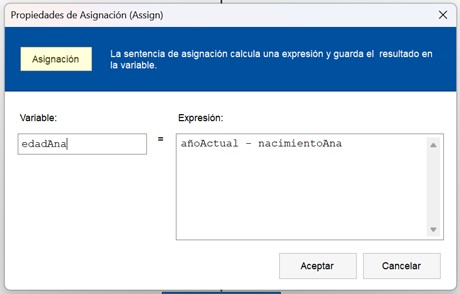 Propiedades de Asignación (Assign)
Asignación
La sentencia de asignación calcula una expresión y guarda el resultado en
la variable.
Variable:
Expresión:
edadAna
=
añoActual - nacimientoAna
Aceptar
Cancelar